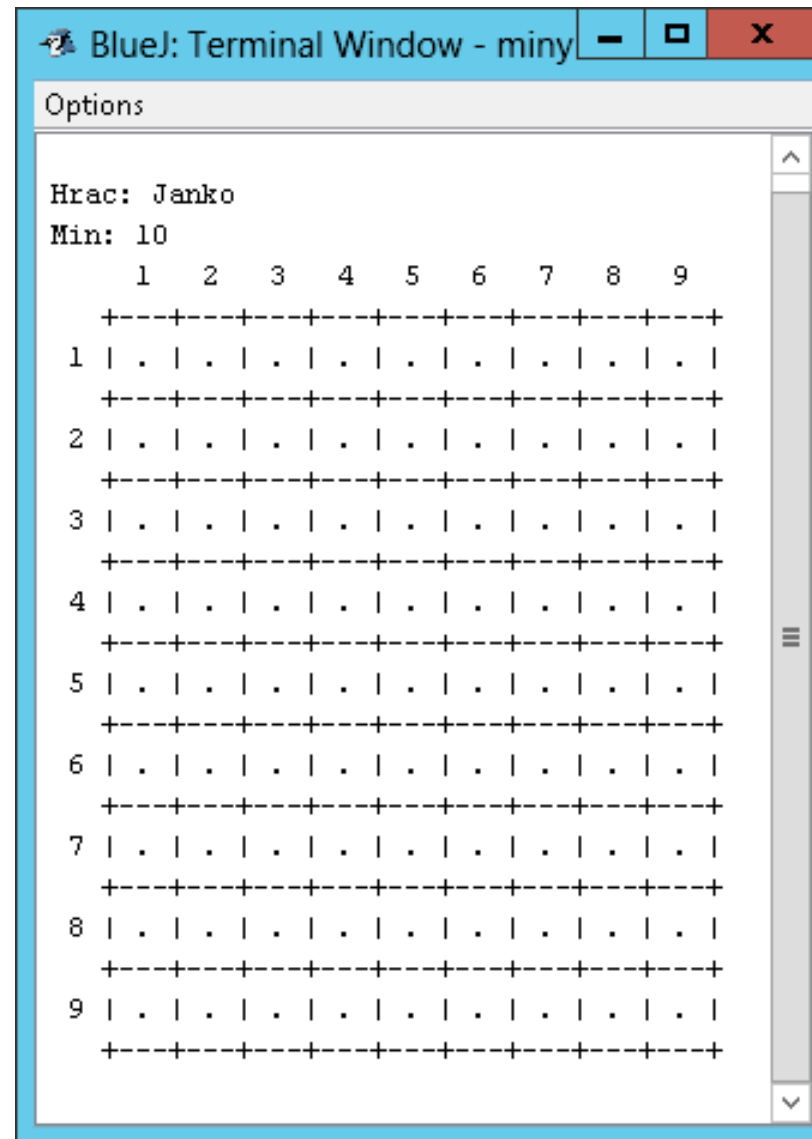 BlueJ: Terminal Window - miny
Options
Hrac: Janko
Min: 10
    1   2   3   4   5   6   7   8   9
  +---+---+---+---+---+---+---+---+---+
1 | . | . | . | . | . | . | . | . | . |
  +---+---+---+---+---+---+---+---+---+
2 | . | . | . | . | . | . | . | . | . |
  +---+---+---+---+---+---+---+---+---+
3 | . | . | . | . | . | . | . | . | . |
  +---+---+---+---+---+---+---+---+---+
4 | . | . | . | . | . | . | . | . | . |
  +---+---+---+---+---+---+---+---+---+
5 | . | . | . | . | . | . | . | . | . |
  +---+---+---+---+---+---+---+---+---+
6 | . | . | . | . | . | . | . | . | . |
  +---+---+---+---+---+---+---+---+---+
7 | . | . | . | . | . | . | . | . | . |
  +---+---+---+---+---+---+---+---+---+
8 | . | . | . | . | . | . | . | . | . |
  +---+---+---+---+---+---+---+---+---+
9 | . | . | . | . | . | . | . | . | . |
  +---+---+---+---+---+---+---+---+---+